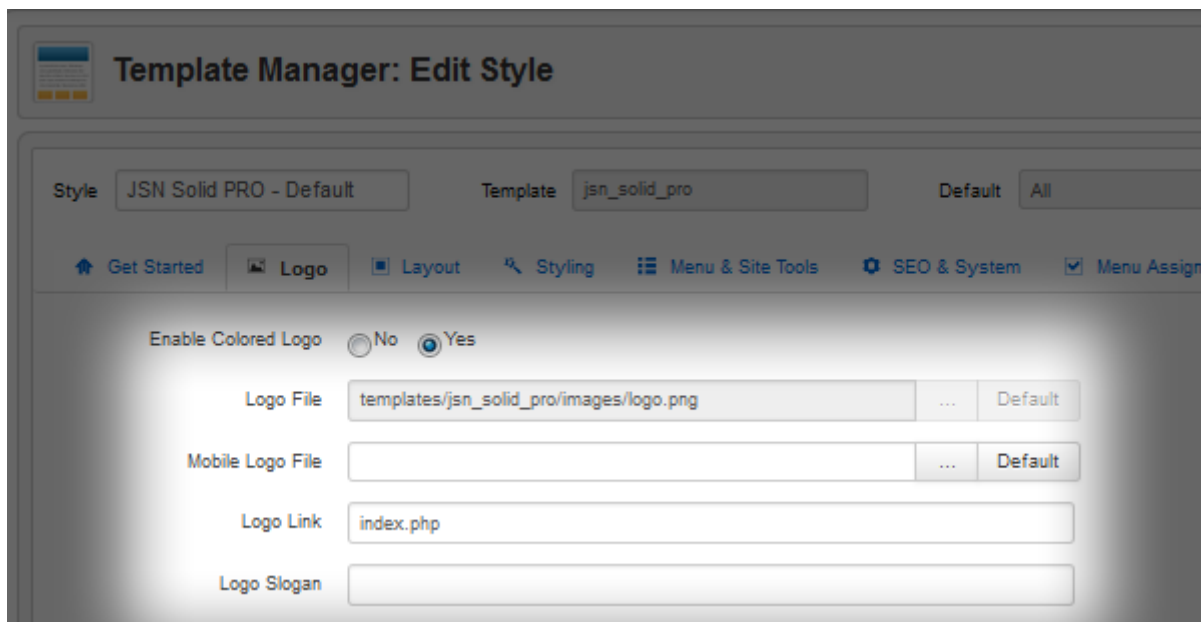 Template Manager: Edit Style
Style JSN Solid PRO - Default Template jsn_solid_pro Default All
Get Started Logo Layout Styling Menu & Site Tools SEO & System Menu Assign
Enable Colored Logo No Yes
Logo File templates/jsn_solid_pro/images/logo.png ... Default
Mobile Logo File ... Default
Logo Link index.php
Logo Slogan